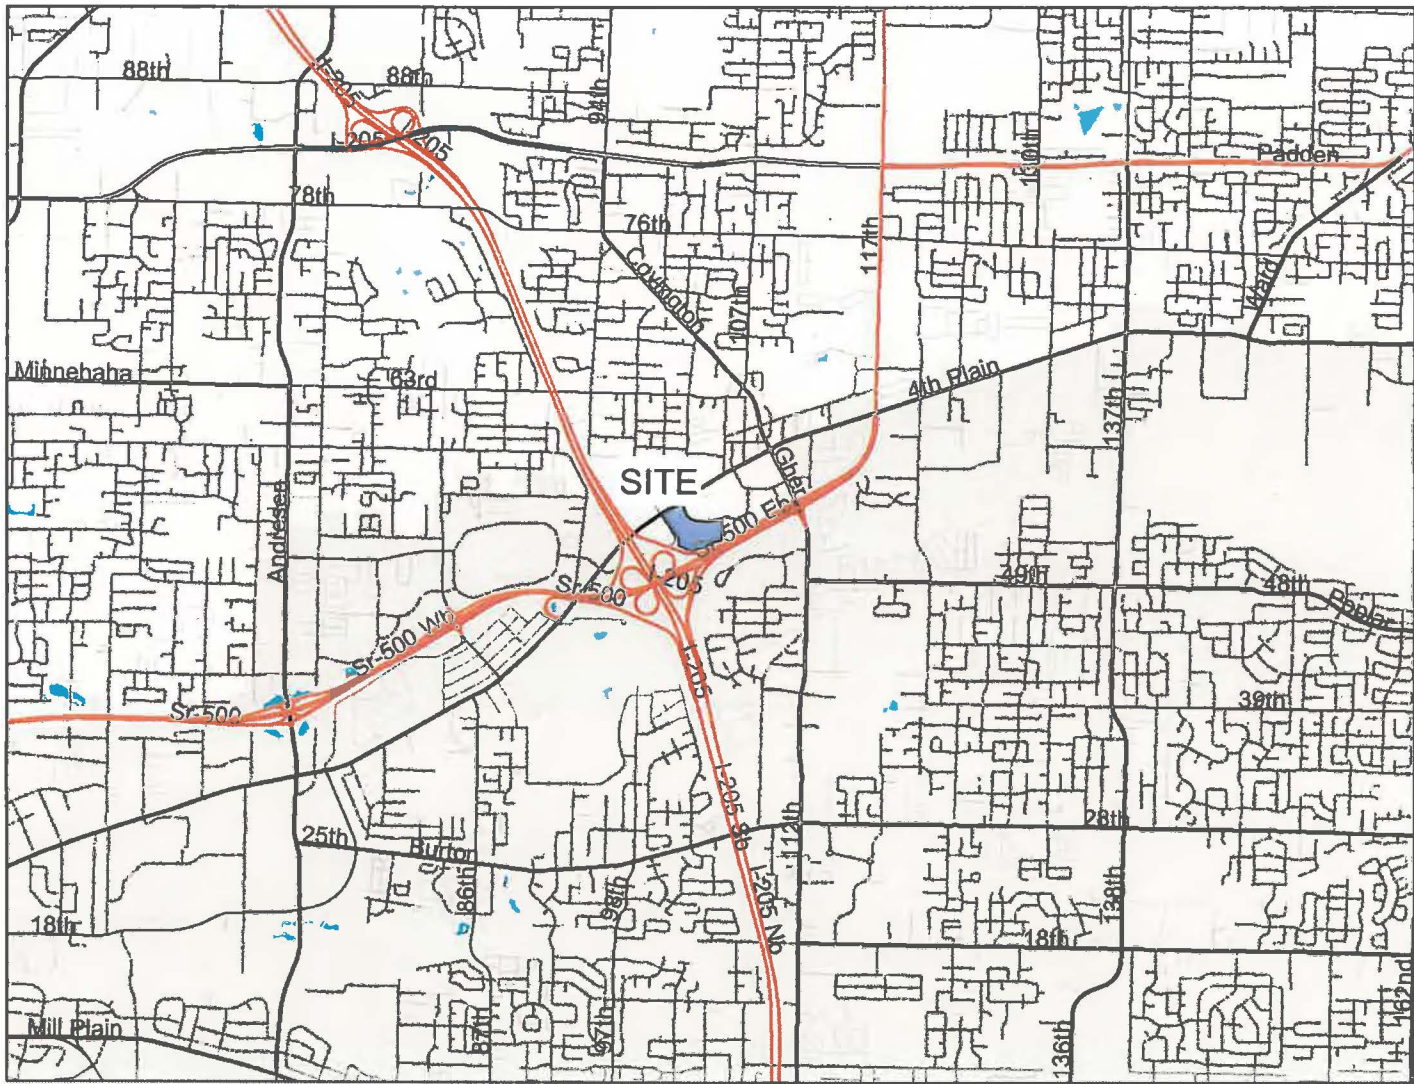 I-205
88th
88th
94th
I-205
I-205
130th
Padden
78th
76th
117th
Covington
107th
Ward
Minnehaha
63rd
4th Plain
137th
SITE
Gher
Sr-500 Eb
Andresen
I-205
49th
48th
Poplar
Sr-500
Sr-500 Wb
I-205
39th
Sr-500
I-205 Sb
112th
28th
25th
Burton
86th
98th
I-205 Nb
138th
18th
18th
162nd
Mill Plain
87th
97th
136th